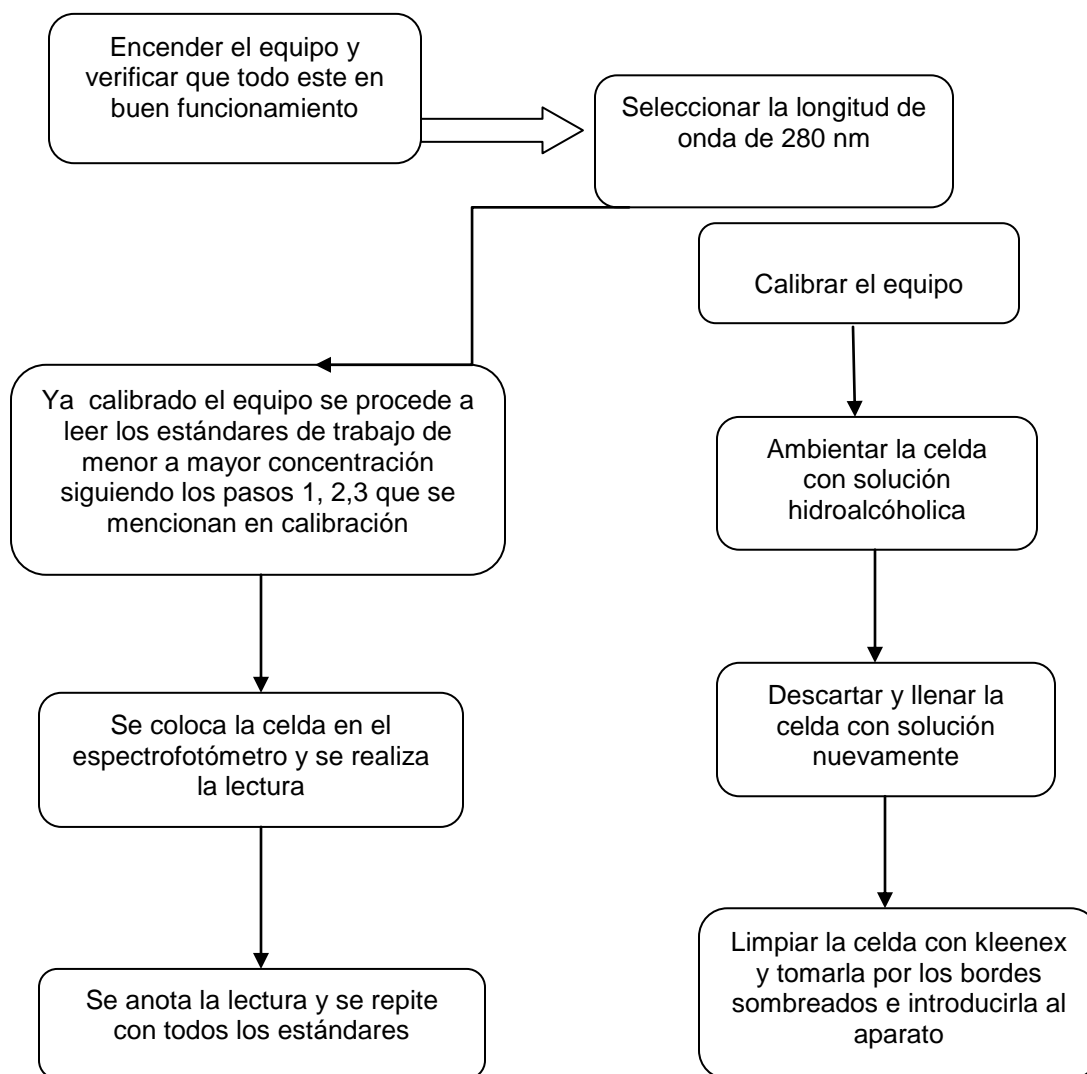 Encender el equipo y
verificar que todo este en
buen funcionamiento
Seleccionar la longitud de
onda de 280 nm
Calibrar el equipo
Ya  calibrado el equipo se procede a
leer los estándares de trabajo de
menor a mayor concentración
siguiendo los pasos 1, 2,3 que se
mencionan en calibración
Ambientar la celda
con solución
hidroalcóholica
Se coloca la celda en el
espectrofotómetro y se realiza
la lectura
Descartar y llenar la
celda con solución
nuevamente
Se anota la lectura y se repite
con todos los estándares
Limpiar la celda con kleenex
y tomarla por los bordes
sombreados e introducirla al
aparato